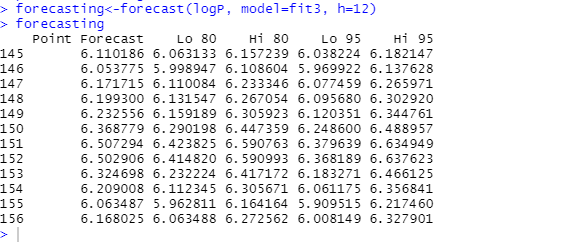 > forecasting<-forecast(logP, model=fit3, h=12)
> forecasting
    Point Forecast    Lo 80    Hi 80    Lo 95    Hi 95
145       6.110186 6.063133 6.157239 6.038224 6.182147
146       6.053775 5.998947 6.108604 5.969922 6.137628
147       6.171715 6.110084 6.233346 6.077459 6.265971
148       6.199300 6.131547 6.267054 6.095680 6.302920
149       6.232556 6.159189 6.305923 6.120351 6.344761
150       6.368779 6.290198 6.447359 6.248600 6.488957
151       6.507294 6.423825 6.590763 6.379639 6.634949
152       6.502906 6.414820 6.590993 6.368189 6.637623
153       6.324698 6.232224 6.417172 6.183271 6.466125
154       6.209008 6.112345 6.305671 6.061175 6.356841
155       6.063487 5.962811 6.164164 5.909515 6.217460
156       6.168025 6.063488 6.272562 6.008149 6.327901
>